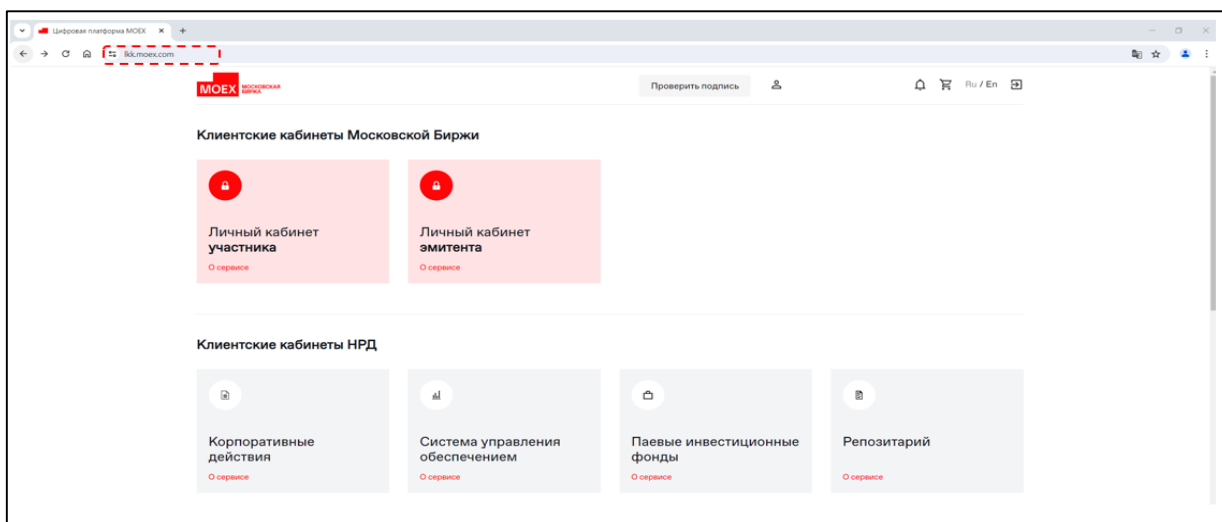 Цифровая платформа MOEX
lkk.moex.com
MOEX МОСКОВСКАЯ БИРЖА
Проверить подпись
Ru / En
Клиентские кабинеты Московской Биржи
Личный кабинет
участника
О сервисе
Личный кабинет
эмитента
О сервисе
Клиентские кабинеты НРД
Корпоративные
действия
О сервисе
Система управления
обеспечением
О сервисе
Паевые инвестиционные
фонды
О сервисе
Репозитарий
О сервисе